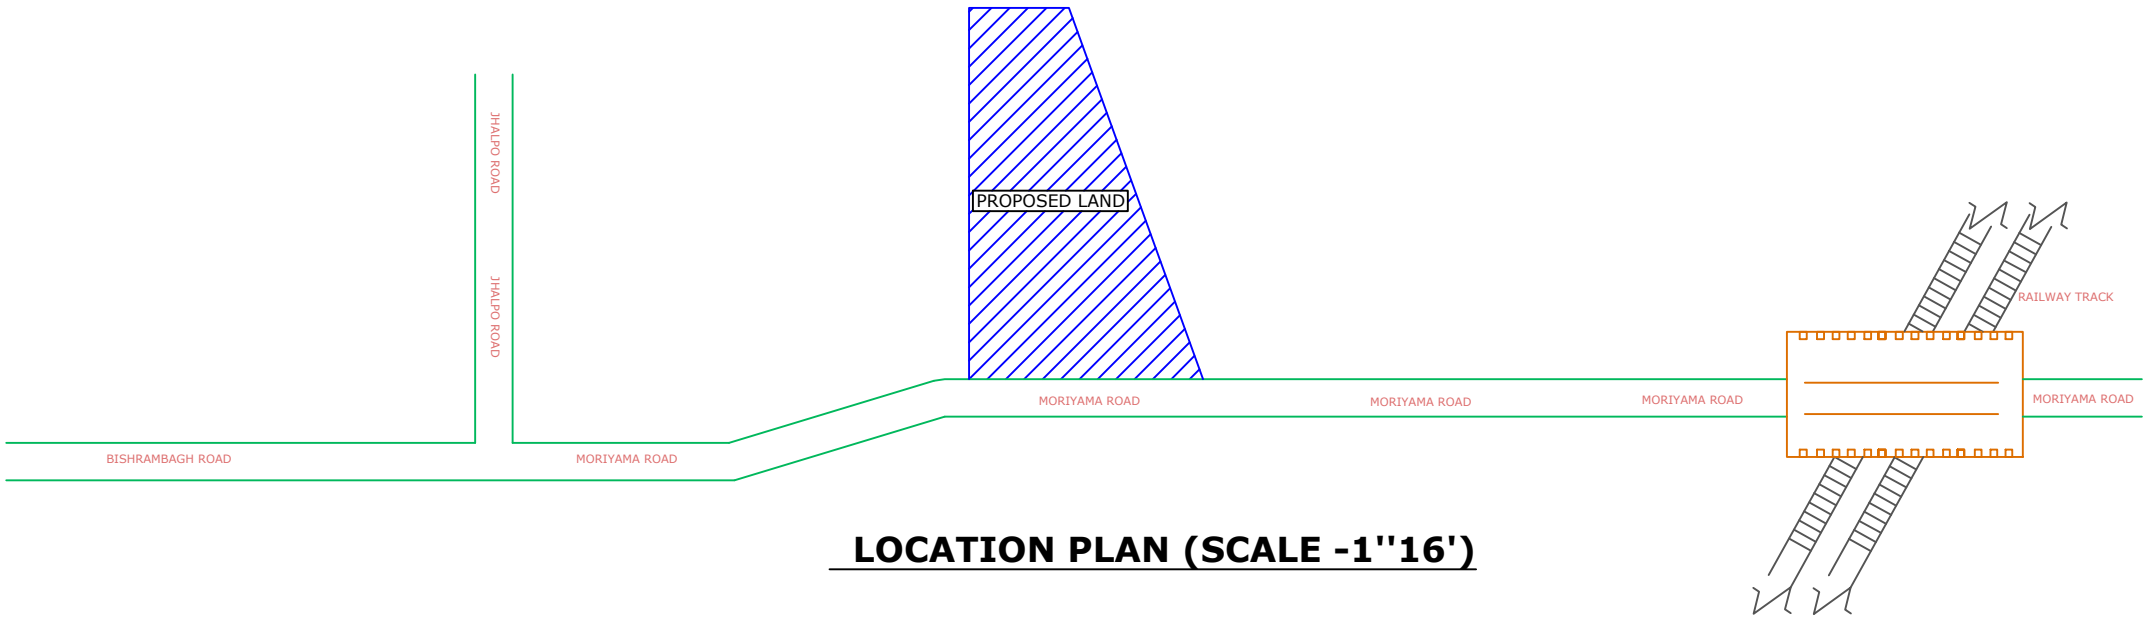 JHALPO ROAD
JHALPO ROAD
PROPOSED LAND
RAILWAY TRACK
MORIYAMA ROAD
MORIYAMA ROAD
MORIYAMA ROAD
MORIYAMA ROAD
BISHRAMBAGH ROAD
MORIYAMA ROAD
LOCATION PLAN (SCALE -1''16')